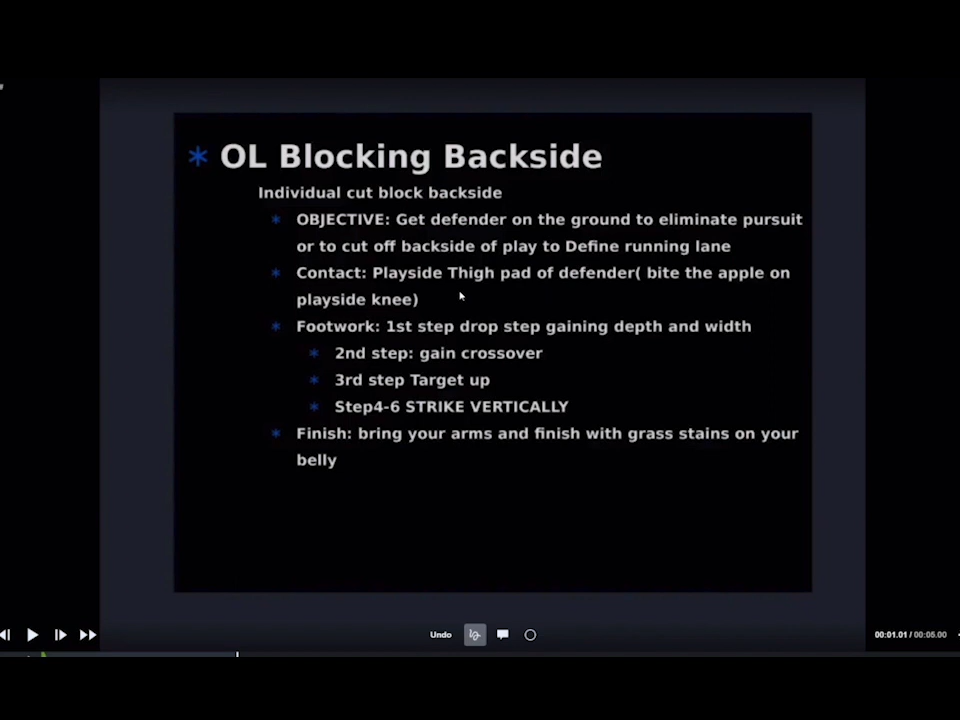 OL Blocking Backside
Individual cut block backside
OBJECTIVE: Get defender on the ground to eliminate pursuit
or to cut off backside of play to Define running lane
Contact: Playside Thigh pad of defender( bite the apple on
playside knee)
Footwork: 1st step drop step gaining depth and width
2nd step: gain crossover
3rd step Target up
Step4-6 STRIKE VERTICALLY
Finish: bring your arms and finish with grass stains on your
belly
Undo
00:01.01 / 00:05.00